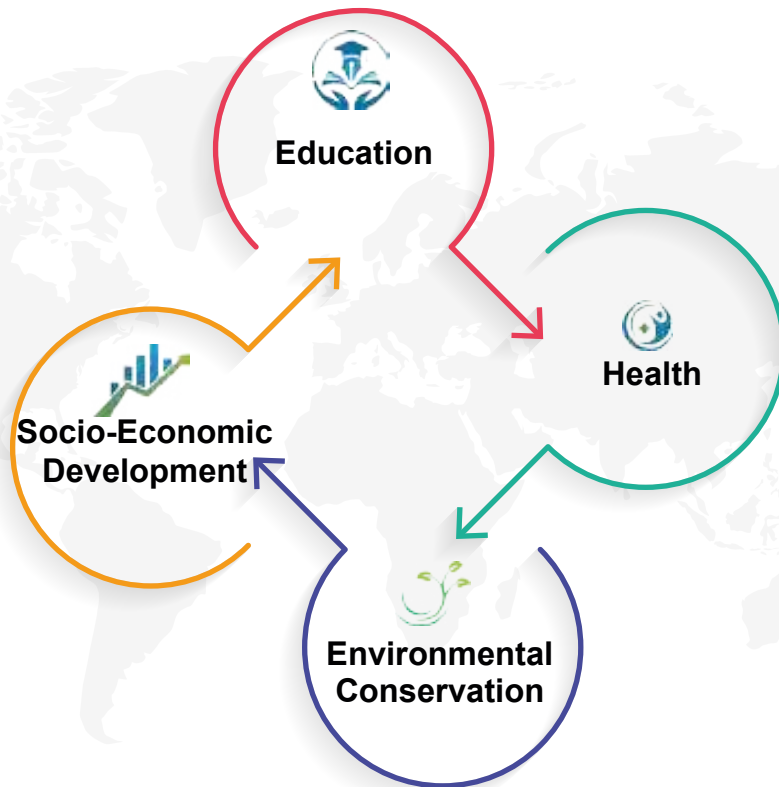 Education
Health
Socio-Economic
Development
Environmental
Conservation